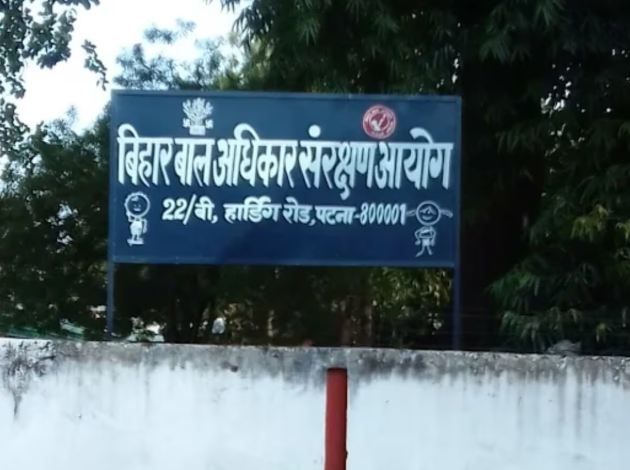 बिहार बाल अधिकार संरक्षण आयोग
22/बी, हार्डिंग रोड, पटना-800001